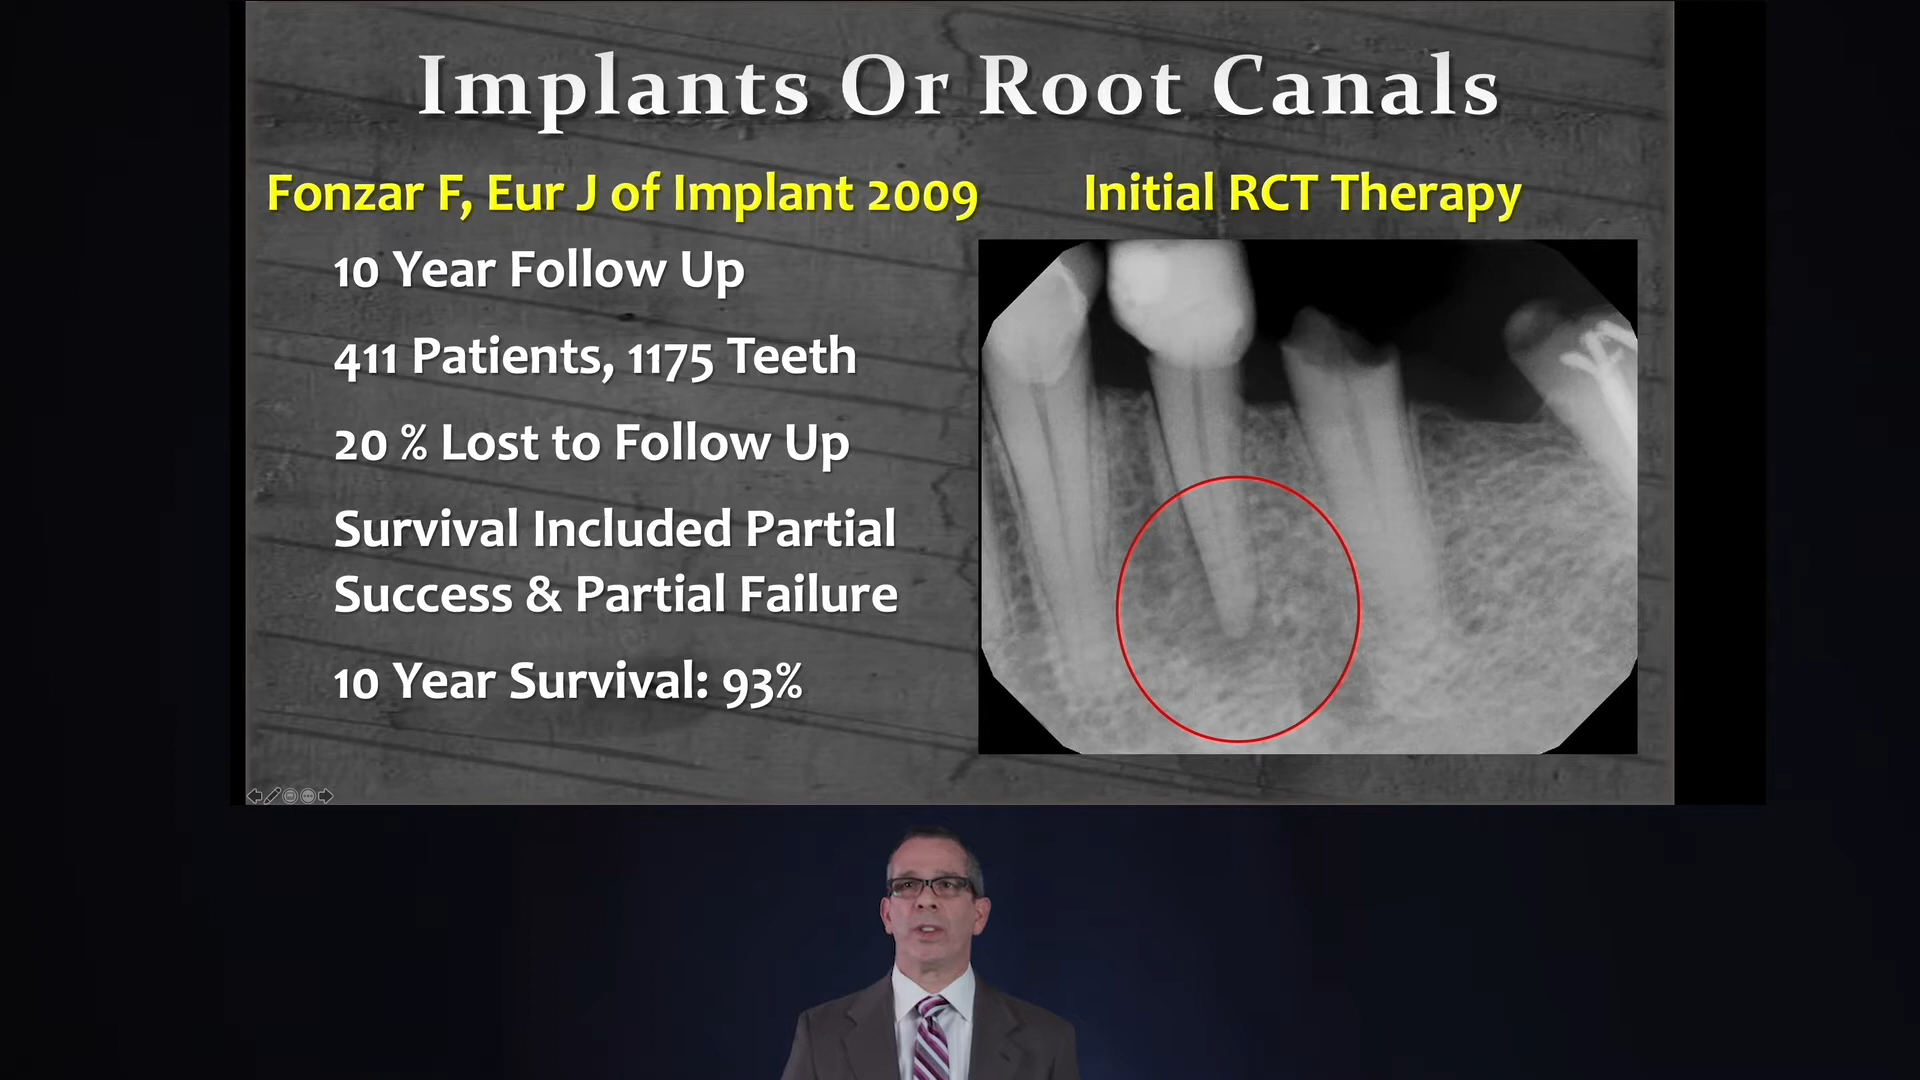 Implants Or Root Canals
Fonzar F, Eur J of Implant 2009
Initial RCT Therapy
10 Year Follow Up
411 Patients, 1175 Teeth
20 % Lost to Follow Up
Survival Included Partial
Success & Partial Failure
10 Year Survival: 93%